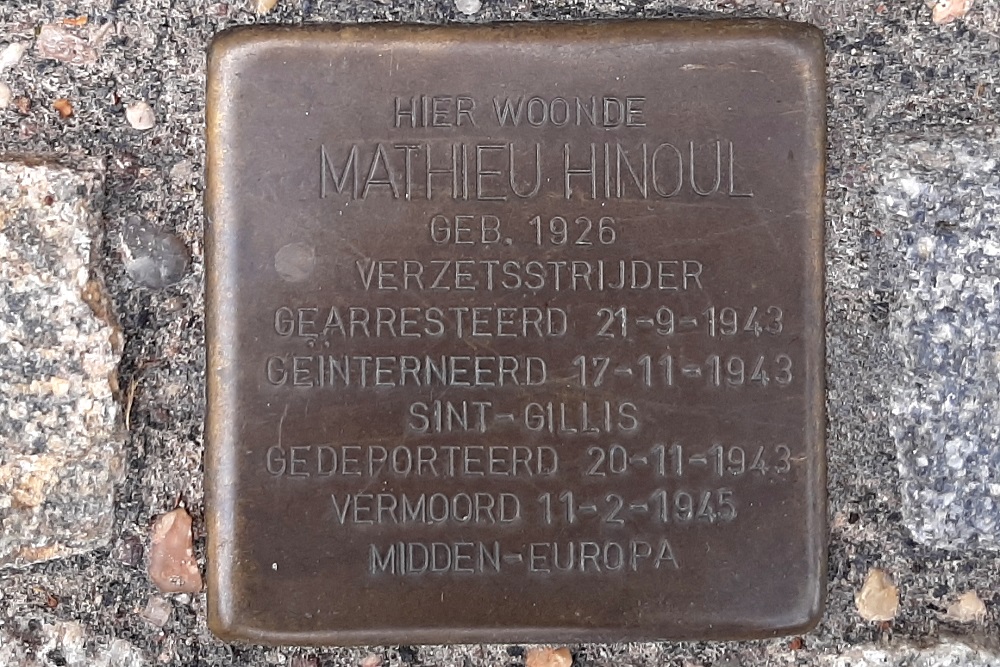 HIER WOONDE
MATHIEU HINOUL
GEB. 1926
VERZETSSTRIJDER
GEARRESTEERD 21-9-1943
GEÏNTERNEERD 17-11-1943
SINT-GILLIS
GEDEPORTEERD 20-11-1943
VERMOORD 11-2-1945
MIDDEN-EUROPA